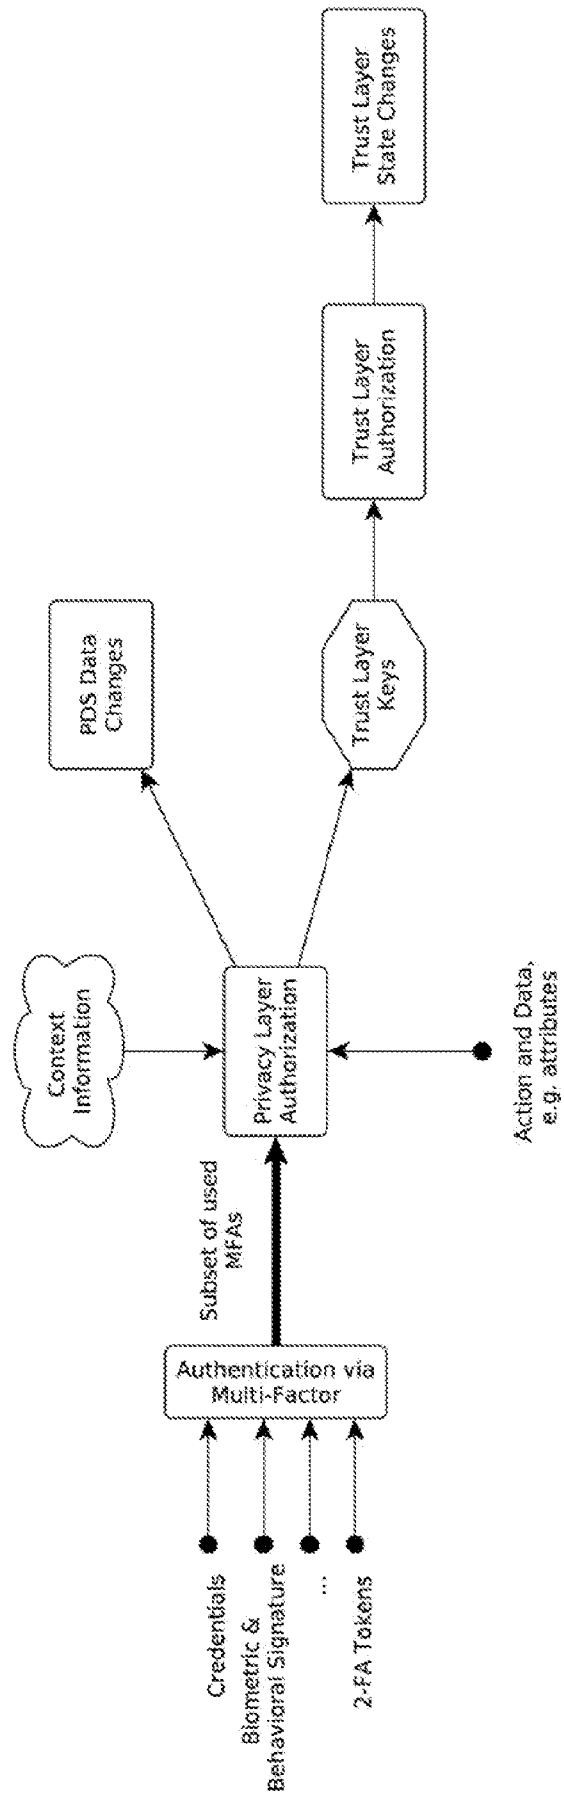 Trust Layer
State Changes
Trust Layer
Authorization
PDS Data
Changes
Trust Layer
Keys
Context
Information
Privacy Layer
Authorization
Action and Data,
e.g. attributes
Subset of used
MFAs
Authentication via
Multi-Factor
Credentials
Biometric &
Behavioral Signature
...
2-FA Tokens